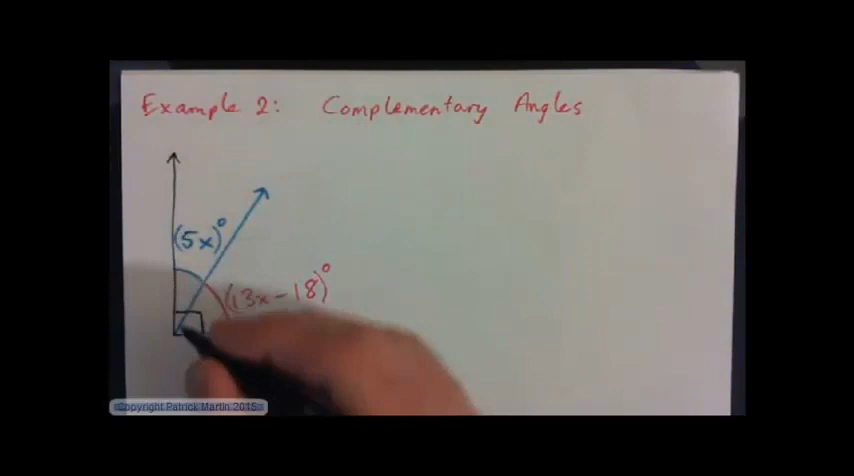 Example 2: Complementary Angles
(5x)°
(13x-18)°
Copyright Patrick Martin 2015